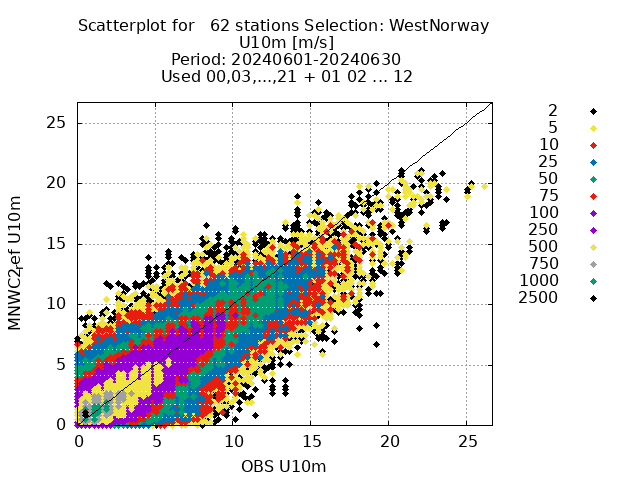 Scatterplot for   62 stations Selection: WestNorway
U10m [m/s]
Period: 20240601-20240630
Used 00,03,...,21 + 01 02 ... 12
MNWC2ref U10m
25
20
15
10
5
0
0 5 10 15 20 25
OBS U10m
2
5
10
25
50
75
100
250
500
750
1000
2500